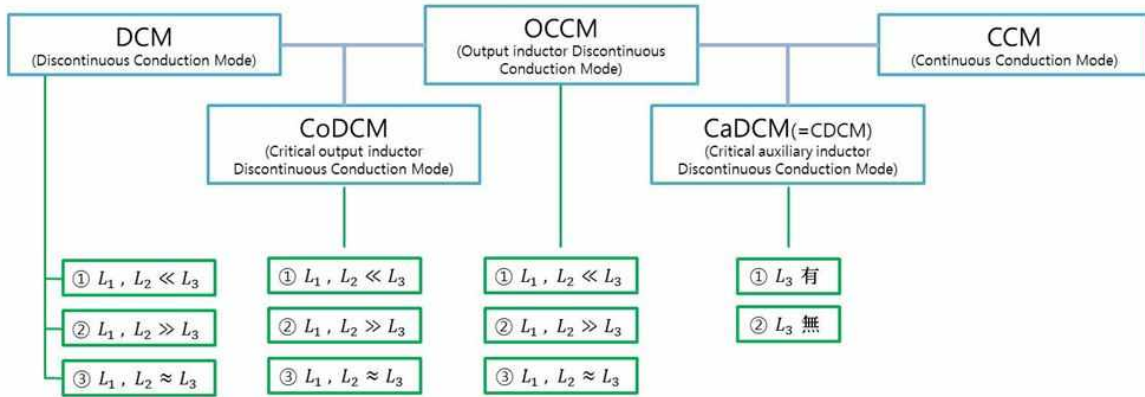 DCM
(Discontinuous Conduction Mode)
OCCM
(Output inductor Discontinuous
Conduction Mode)
CCM
(Continuous Conduction Mode)
CoDCM
(Critical output inductor
Discontinuous Conduction Mode)
CaDCM(=CDCM)
(Critical auxiliary inductor
Discontinuous Conduction Mode)
① L₁ , L₂ ≪ L₃
② L₁ , L₂ ≫ L₃
③ L₁ , L₂ ≈ L₃
① L₁ , L₂ ≪ L₃
② L₁ , L₂ ≫ L₃
③ L₁ , L₂ ≈ L₃
① L₁ , L₂ ≪ L₃
② L₁ , L₂ ≫ L₃
③ L₁ , L₂ ≈ L₃
① L₃ 有
② L₃ 無